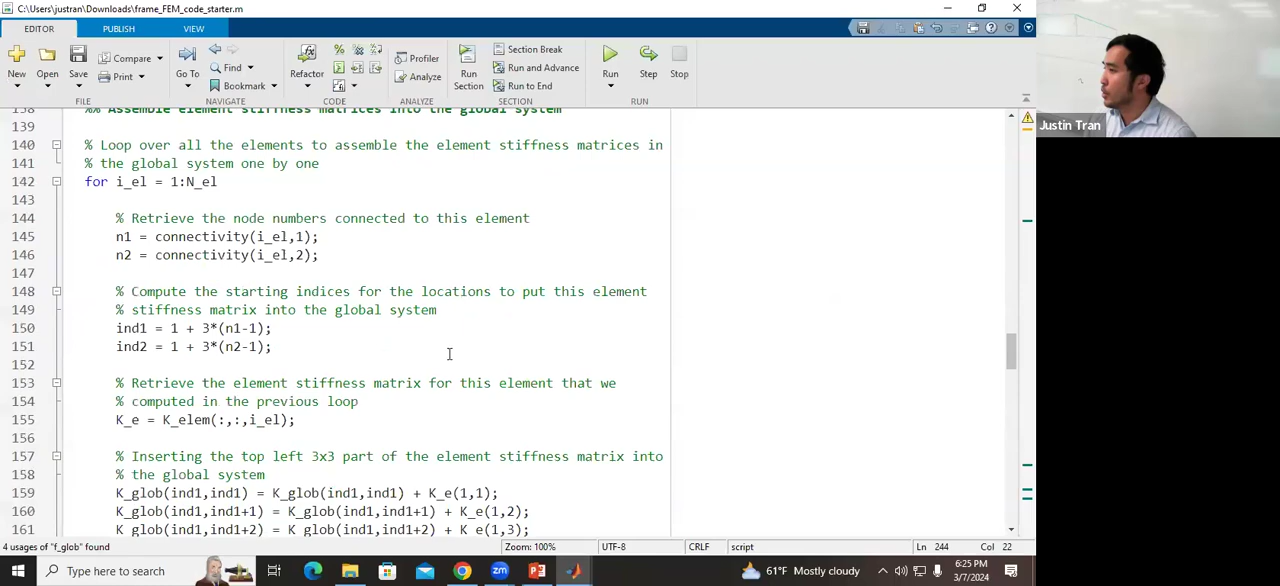 C:\Users\justran\Downloads\frame_FEM_code_starter.m
EDITOR PUBLISH VIEW
New Open Save Compare Print Go To Find Bookmark Refactor Profiler Analyze Run Section Section Break Run and Advance Run to End Run Step Stop
FILE NAVIGATE CODE ANALYZE SECTION RUN
Justin Tran
138 %% Assemble element stiffness matrices into the global system
139
140 % Loop over all the elements to assemble the element stiffness matrices in
141 % the global system one by one
142 for i_el = 1:N_el
143
144 % Retrieve the node numbers connected to this element
145 n1 = connectivity(i_el,1);
146 n2 = connectivity(i_el,2);
147
148 % Compute the starting indices for the locations to put this element
149 % stiffness matrix into the global system
150 ind1 = 1 + 3*(n1-1);
151 ind2 = 1 + 3*(n2-1);
152
153 % Retrieve the element stiffness matrix for this element that we
154 % computed in the previous loop
155 K_e = K_elem(:,:,i_el);
156
157 % Inserting the top left 3x3 part of the element stiffness matrix into
158 % the global system
159 K_glob(ind1,ind1) = K_glob(ind1,ind1) + K_e(1,1);
160 K_glob(ind1,ind1+1) = K_glob(ind1,ind1+1) + K_e(1,2);
161 K_glob(ind1,ind1+2) = K_glob(ind1,ind1+2) + K_e(1,3);
4 usages of "f_glob" found Zoom: 100% UTF-8 CRLF script Ln 244 Col 22
Type here to search 61°F Mostly cloudy 6:25 PM
3/7/2024